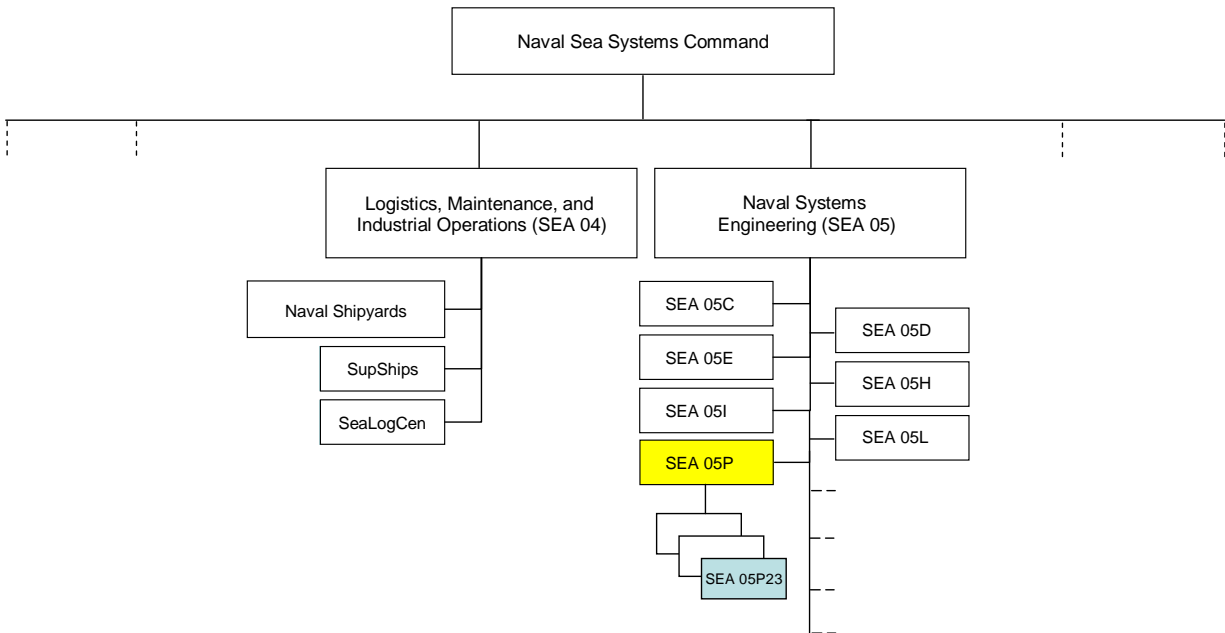 Naval Sea Systems Command
Logistics, Maintenance, and
Industrial Operations (SEA 04)
Naval Systems
Engineering (SEA 05)
Naval Shipyards
SupShips
SeaLogCen
SEA 05C
SEA 05D
SEA 05E
SEA 05H
SEA 05I
SEA 05L
SEA 05P
SEA 05P23